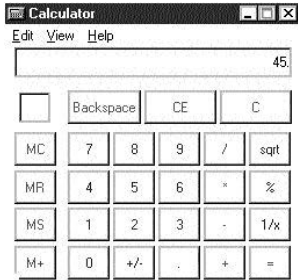 Calculator
Edit View Help
45.
Backspace CE C
MC 7 8 9 / sqrt
MR 4 5 6 * %
MS 1 2 3 - 1/x
M+ 0 +/- . + =